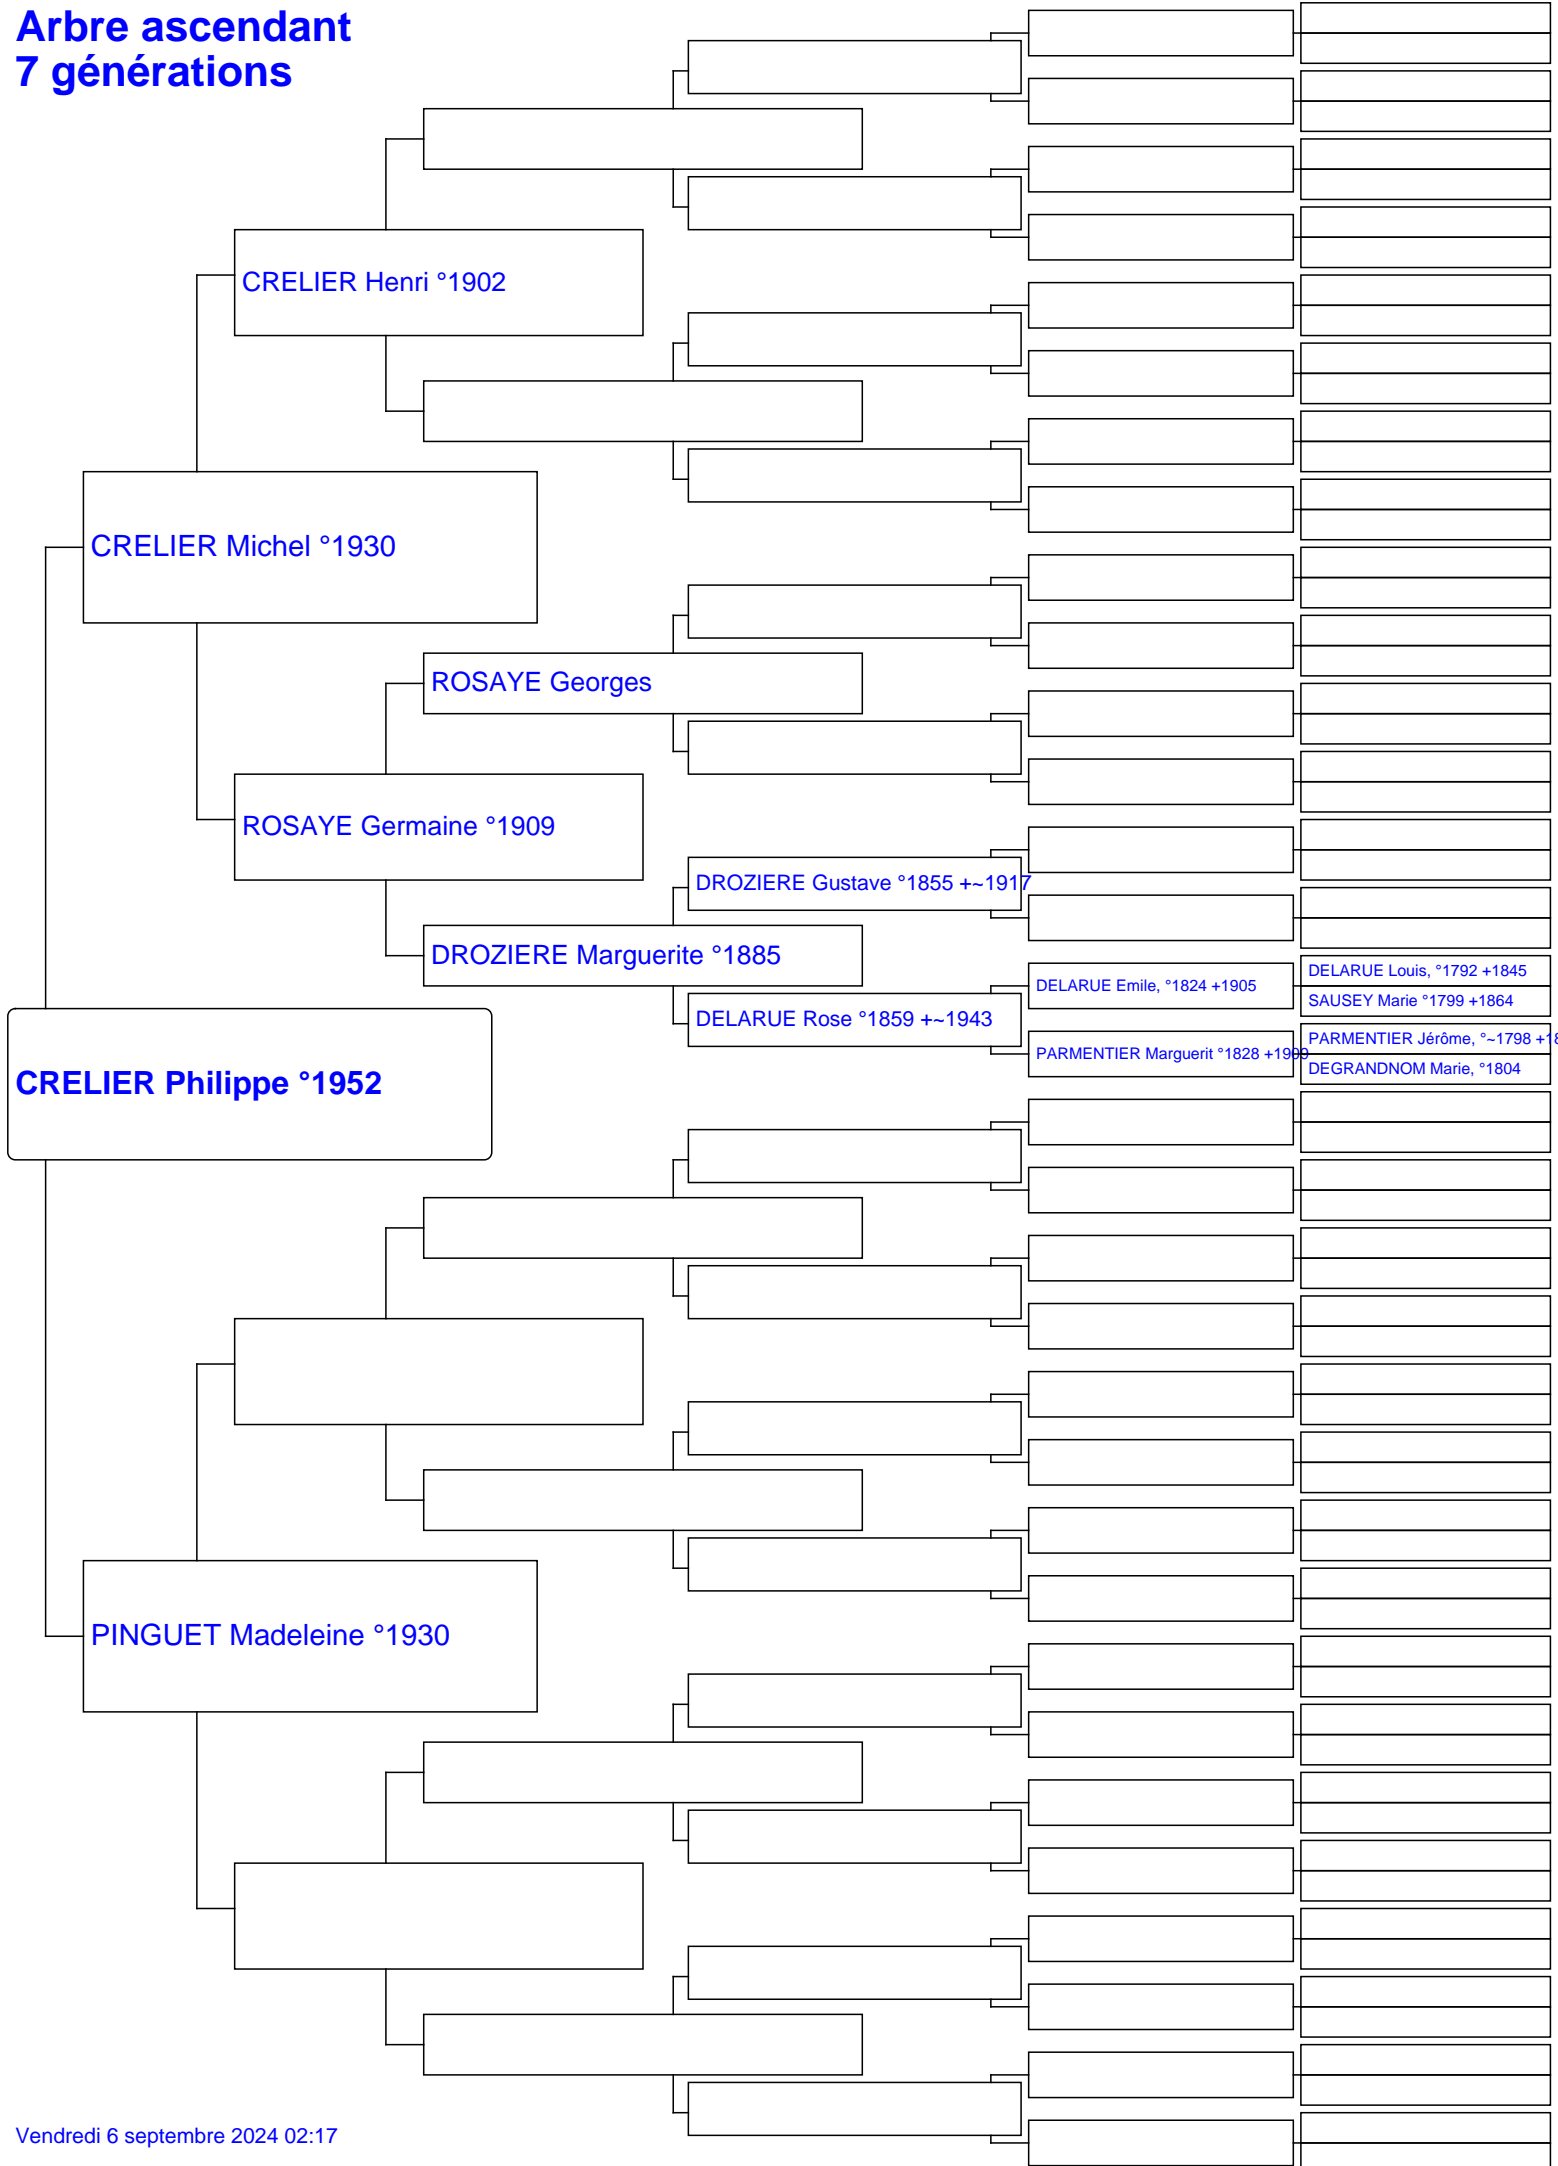 Arbre ascendant
7 générations
CRELIER Henri °1902
CRELIER Michel °1930
ROSAYE Georges
ROSAYE Germaine °1909
DROZIERE Gustave °1855 +~1917
DROZIERE Marguerite °1885
DELARUE Louis, °1792 +1845
DELARUE Emile, °1824 +1905
SAUSEY Marie °1799 +1864
DELARUE Rose °1859 +~1943
PARMENTIER Jérôme, °~1798
PARMENTIER Marguerit °1828 +1909
DEGRANDNOM Marie, °1804
CRELIER Philippe °1952
PINGUET Madeleine °1930
Vendredi 6 septembre 2024 02:17